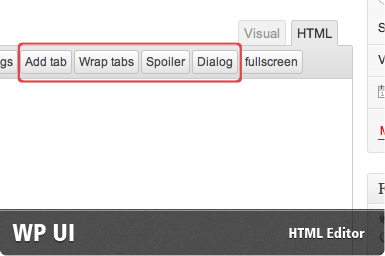 Visual HTML
gs Add tab Wrap tabs Spoiler Dialog fullscreen
WP UI HTML Editor